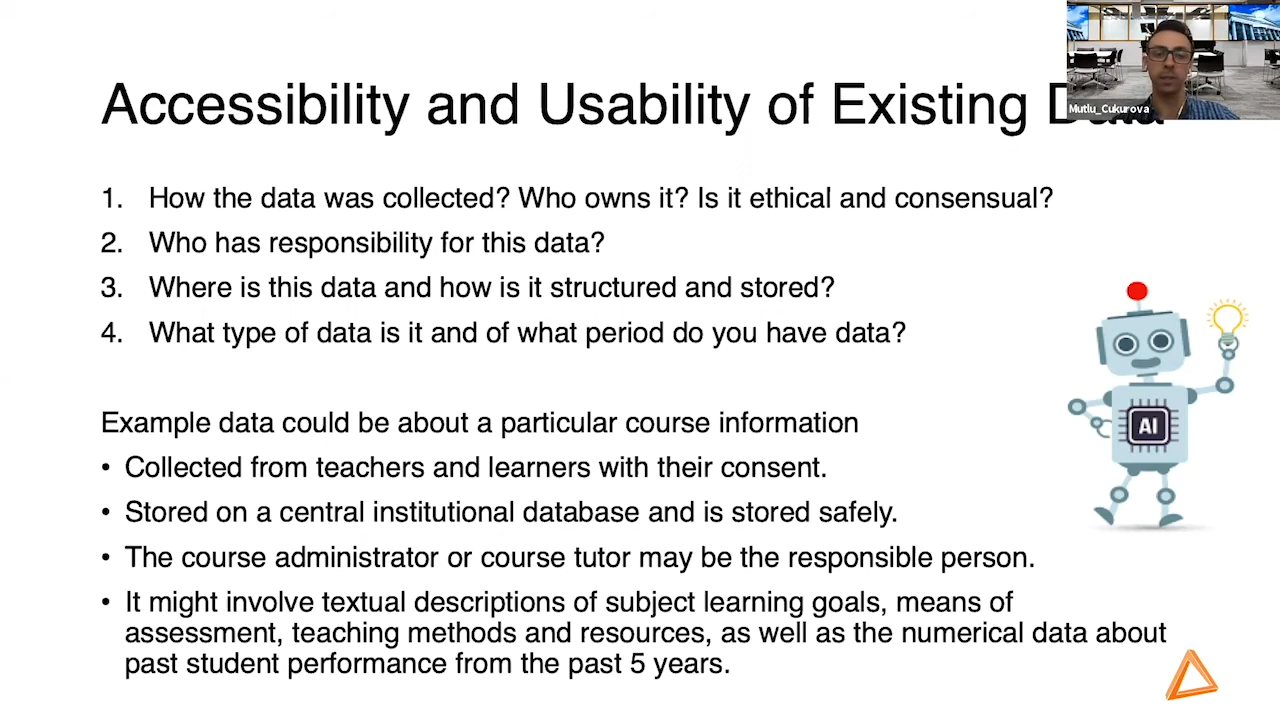 Accessibility and Usability of Existing Data
Mutlu_Cukurova
1. How the data was collected? Who owns it? Is it ethical and consensual?
2. Who has responsibility for this data?
3. Where is this data and how is it structured and stored?
4. What type of data is it and of what period do you have data?
Example data could be about a particular course information
• Collected from teachers and learners with their consent.
• Stored on a central institutional database and is stored safely.
• The course administrator or course tutor may be the responsible person.
• It might involve textual descriptions of subject learning goals, means of
assessment, teaching methods and resources, as well as the numerical data about
past student performance from the past 5 years.
AI